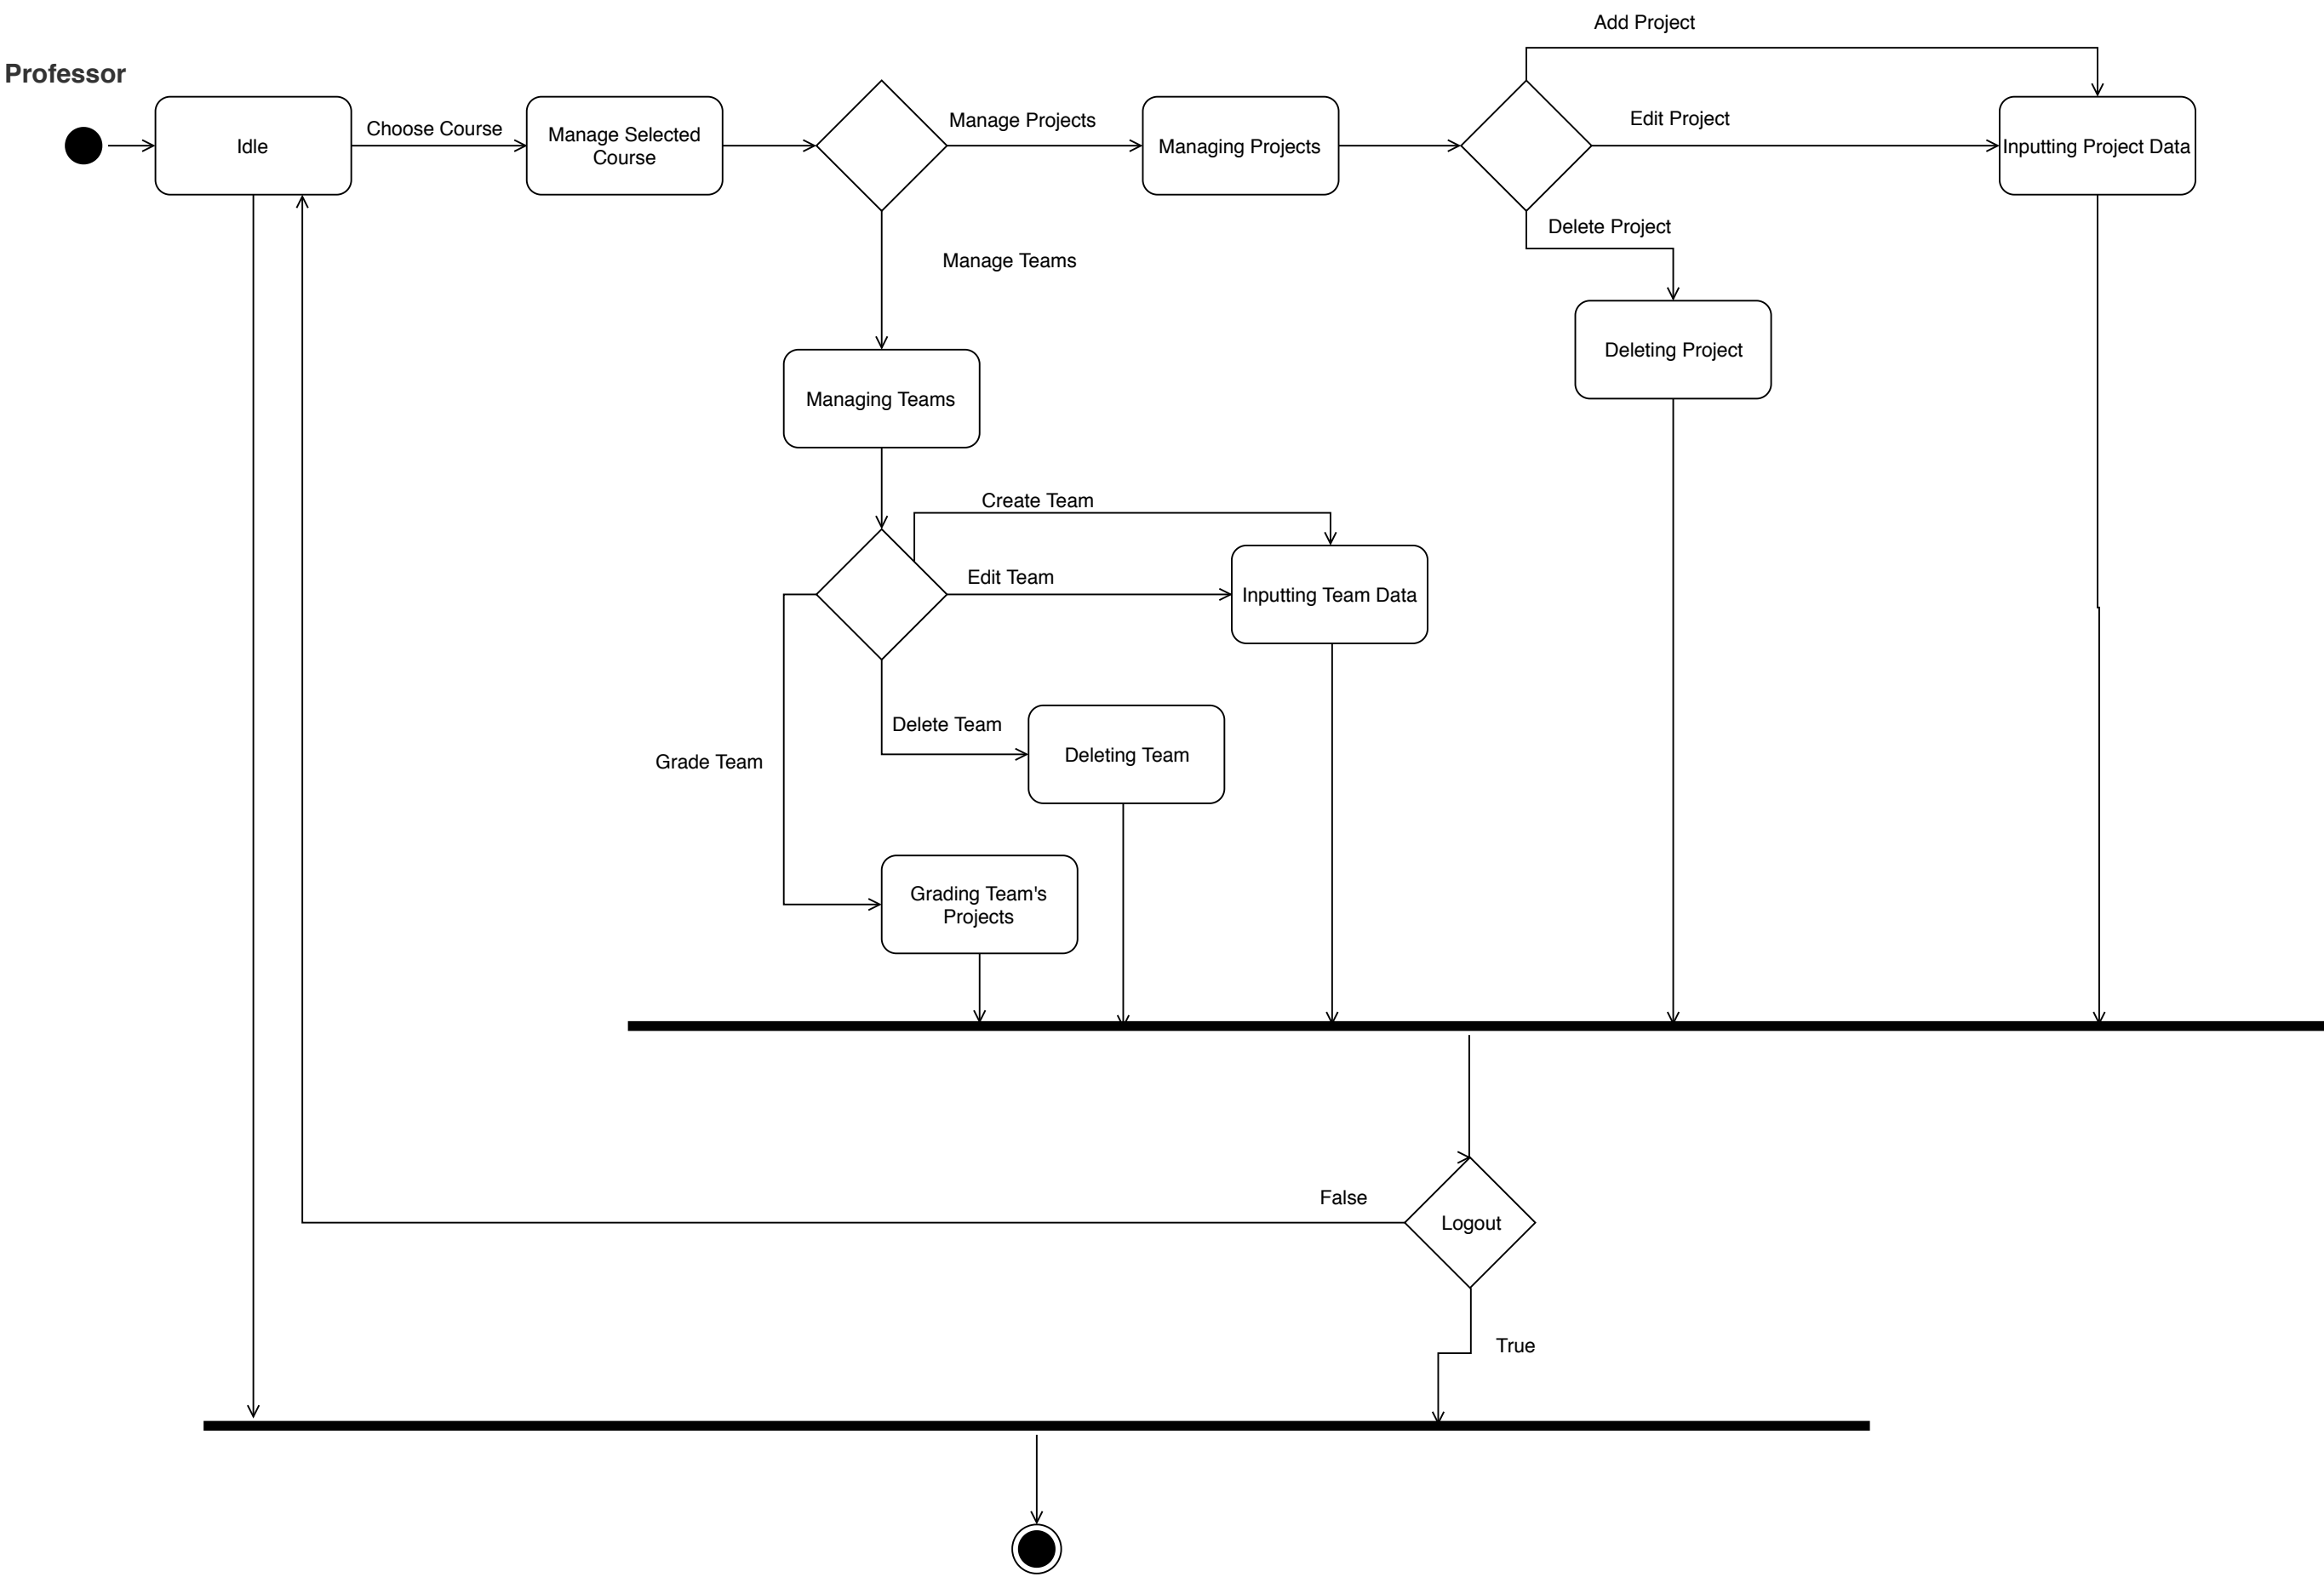 Add Project
Professor
Idle
Choose Course
Manage Selected
Course
Manage Projects
Managing Projects
Edit Project
Inputting Project Data
Delete Project
Manage Teams
Deleting Project
Managing Teams
Create Team
Edit Team
Inputting Team Data
Delete Team
Deleting Team
Grade Team
Grading Team's
Projects
False
Logout
True